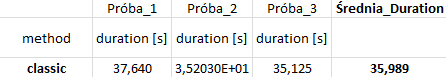 Próba_1 Próba_2 Próba_3 Średnia_Duration
method duration [s] duration [s] duration [s]
classic 37,640 3,52030E+01 35,125 35,989